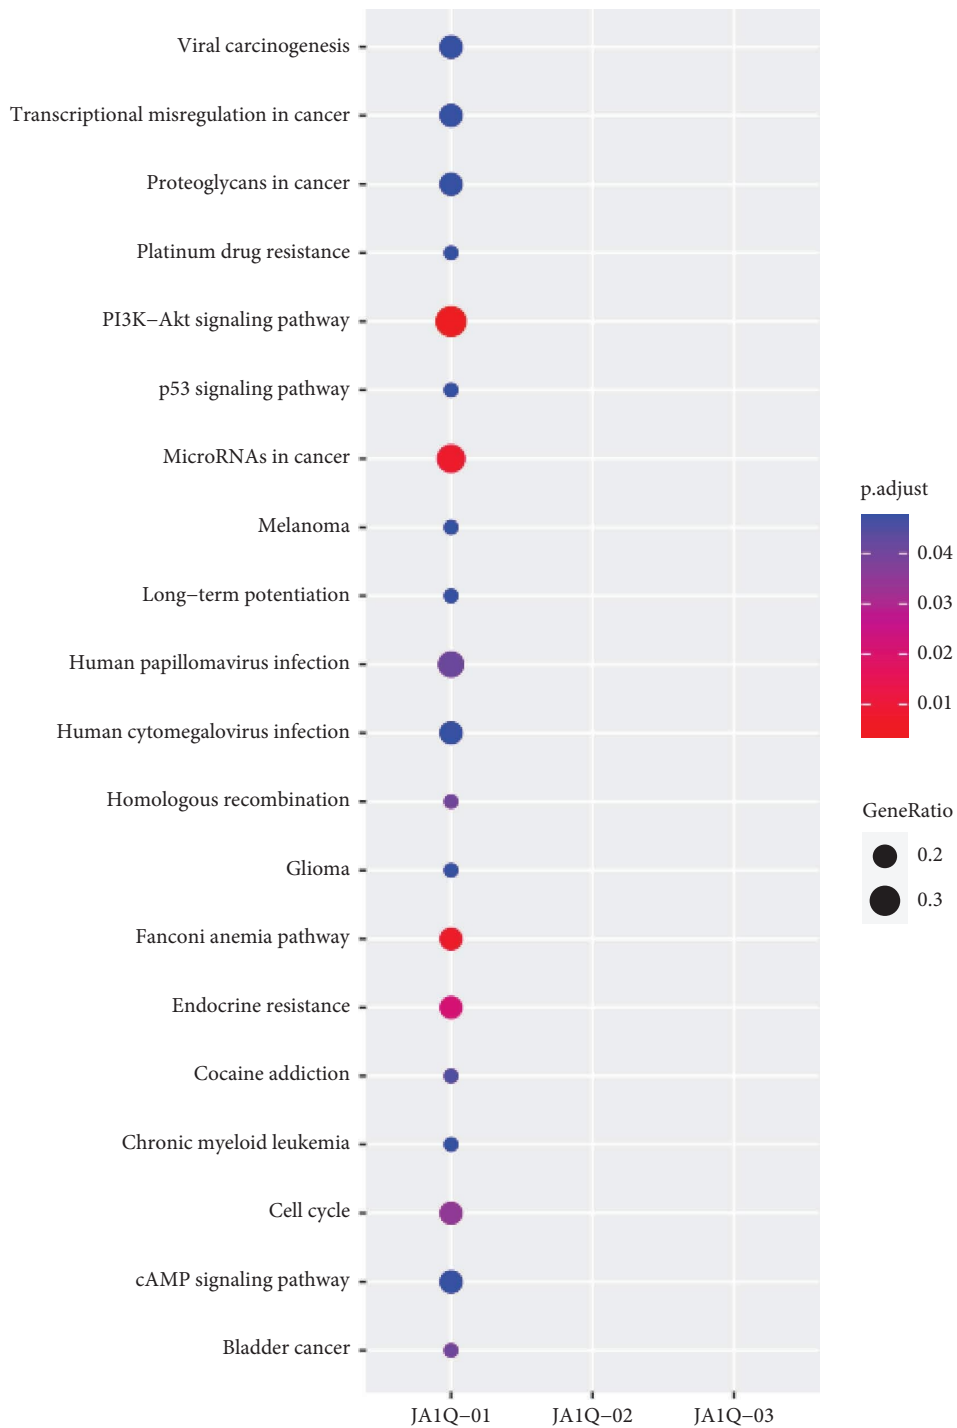 Viral carcinogenesis
Transcriptional misregulation in cancer
Proteoglycans in cancer
Platinum drug resistance
PI3K−Akt signaling pathway
p53 signaling pathway
MicroRNAs in cancer
Melanoma
Long−term potentiation
Human papillomavirus infection
Human cytomegalovirus infection
Homologous recombination
Glioma
Fanconi anemia pathway
Endocrine resistance
Cocaine addiction
Chronic myeloid leukemia
Cell cycle
cAMP signaling pathway
Bladder cancer
JA1Q−01
JA1Q−02
JA1Q−03
p.adjust
0.04
0.03
0.02
0.01
GeneRatio
0.2
0.3